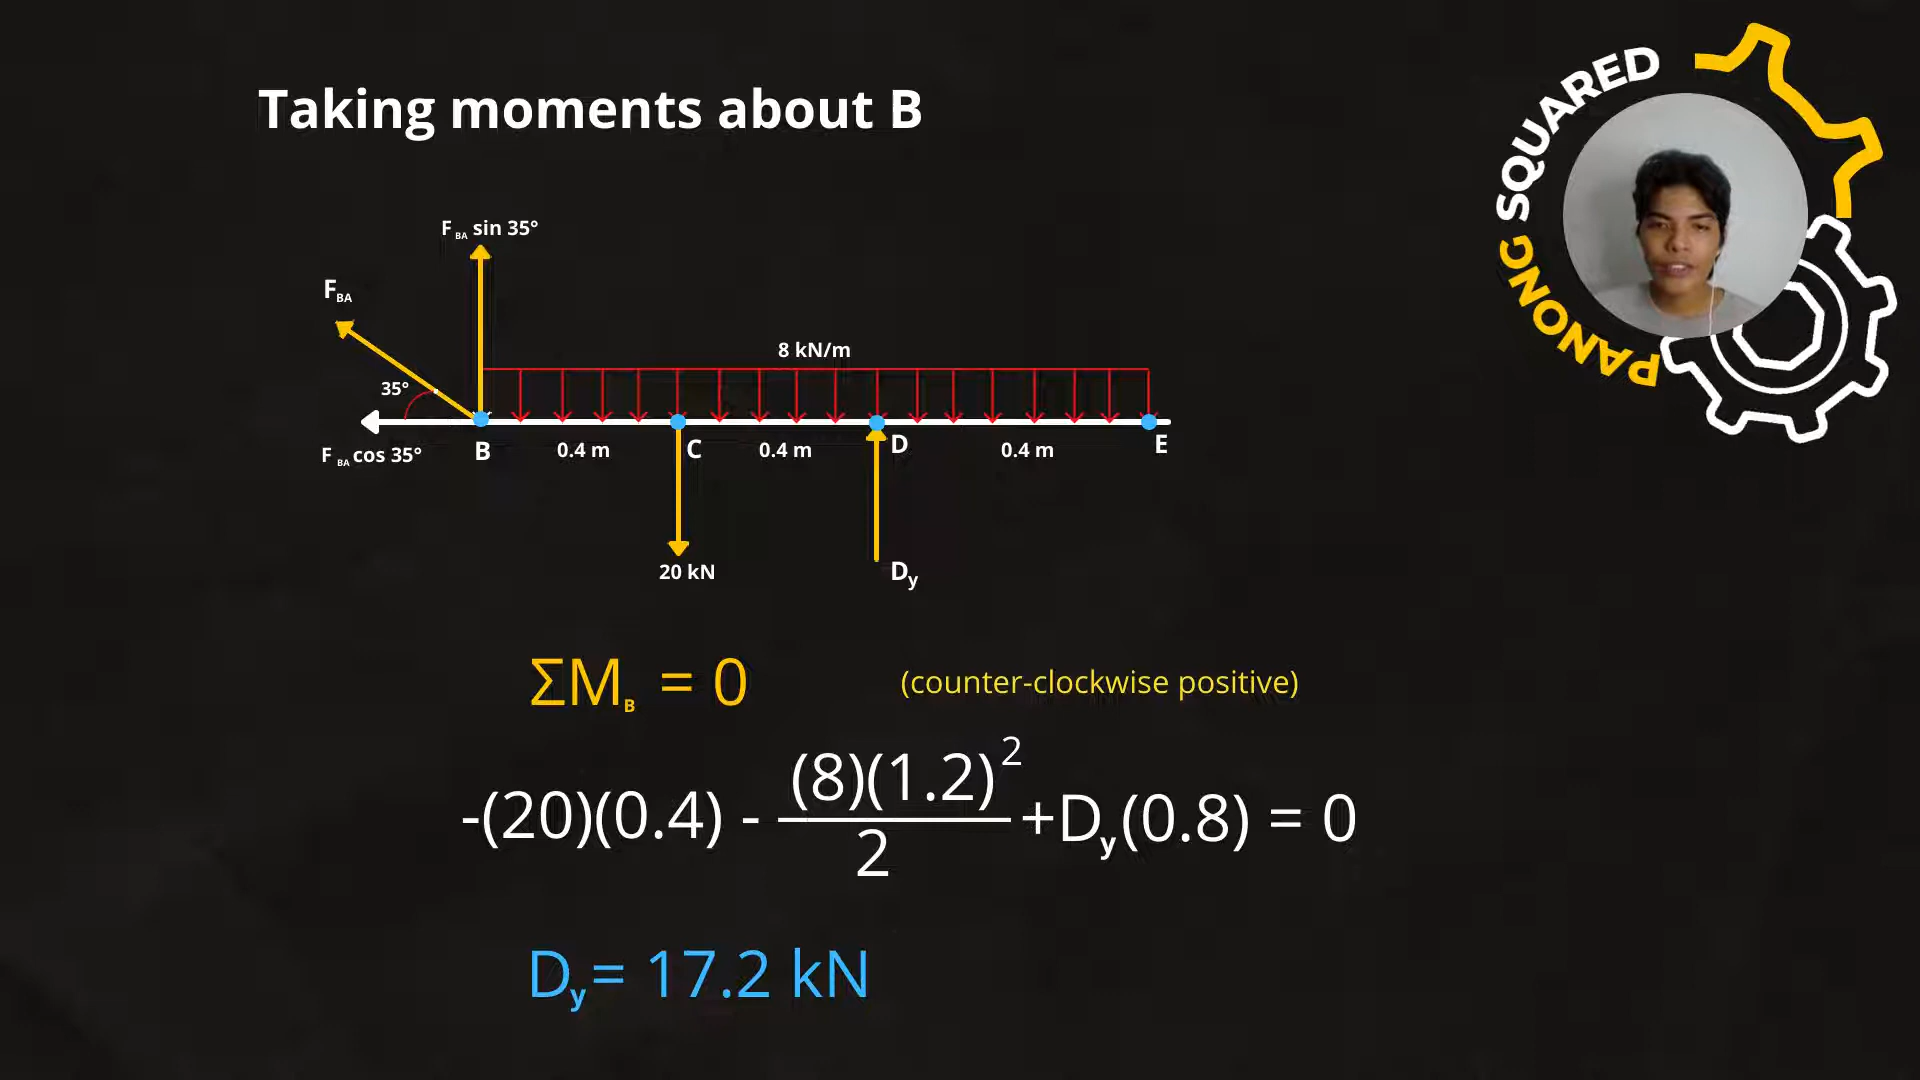 Taking moments about B
PANONG SQUARED
F BA sin 35°
FBA
8 kN/m
35°
F BA cos 35°
B
0.4 m
C
0.4 m
D
0.4 m
E
20 kN
Dy
ΣMB = 0
(counter-clockwise positive)
-(20)(0.4) - (8)(1.2)² / 2 +Dy(0.8) = 0
Dy= 17.2 kN